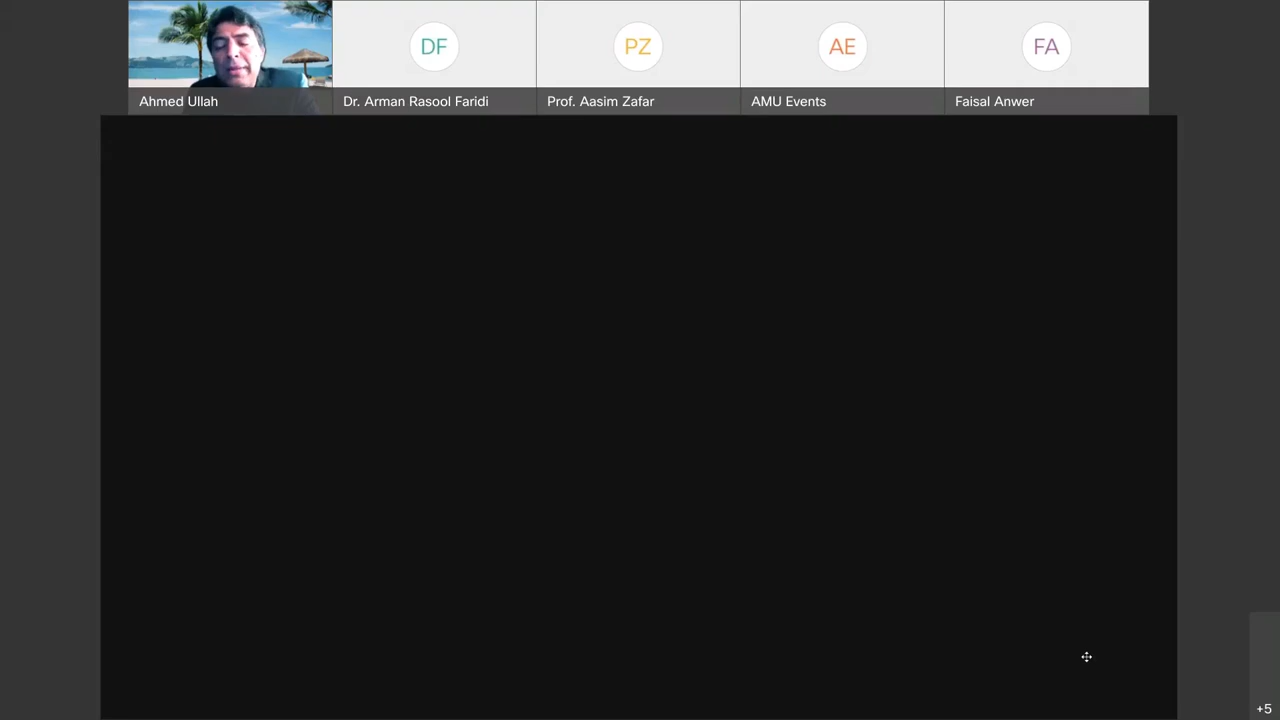 DF
PZ
AE
FA
Ahmed Ullah
Dr. Arman Rasool Faridi
Prof. Aasim Zafar
AMU Events
Faisal Anwer
+5